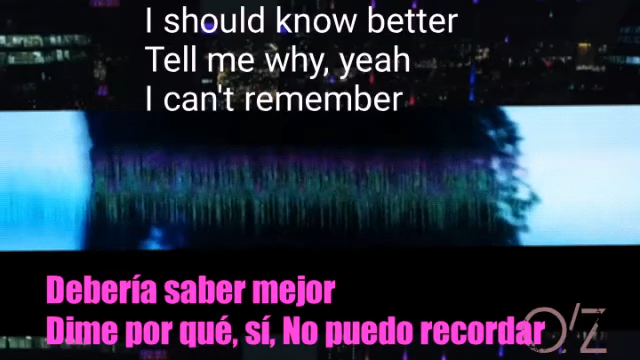 I should know better
Tell me why, yeah
I can't remember
Debería saber mejor
Dime por qué, sí, No puedo recordar
O'Z